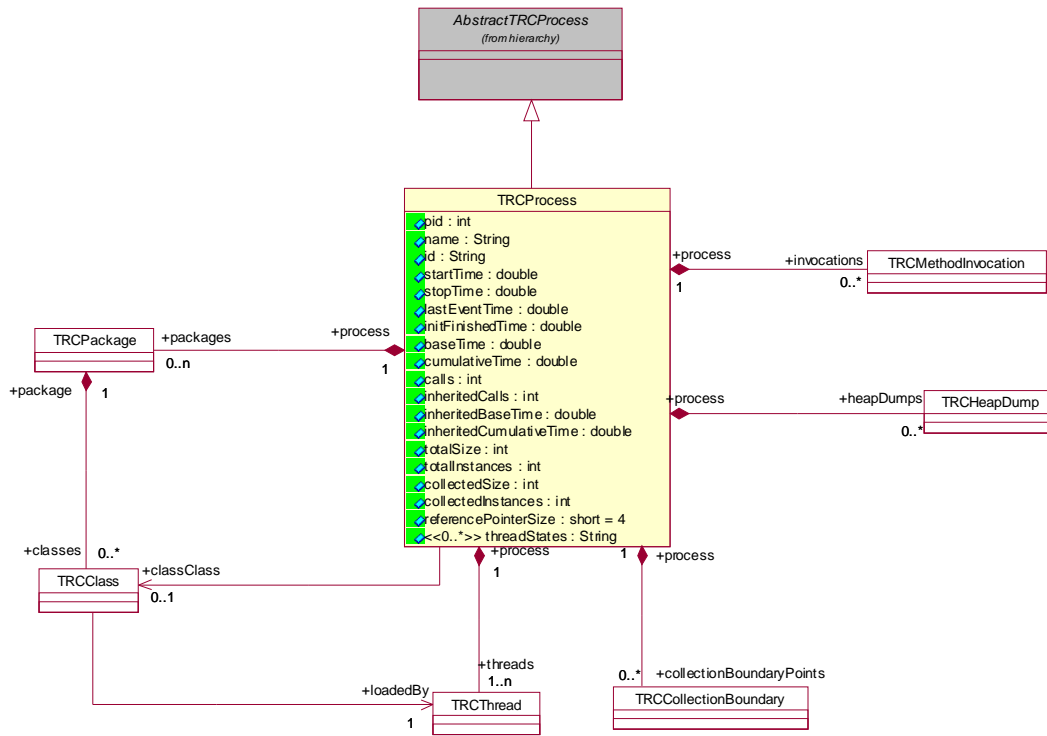 AbstractTRCProcess
(from hierarchy)
TRCProcess
pid : int
name : String
id : String
startTime : double
stopTime : double
lastEventTime : double
initFinishedTime : double
baseTime : double
cumulativeTime : double
calls : int
inheritedCalls : int
inheritedBaseTime : double
inheritedCumulativeTime : double
totalSize : int
totalInstances : int
collectedSize : int
collectedInstances : int
referencePointerSize : short = 4
<<0..*>> threadStates : String
+process
1
+invocations
0..*
TRCMethodInvocation
+process
+heapDumps
0..*
TRCHeapDump
TRCPackage
+packages
0..n
+process
1
+package
1
+classes
0..*
TRCClass
+classClass
0..1
+process
1
+threads
1..n
TRCThread
+loadedBy
1
1
+process
0..*
+collectionBoundaryPoints
TRCCollectionBoundary